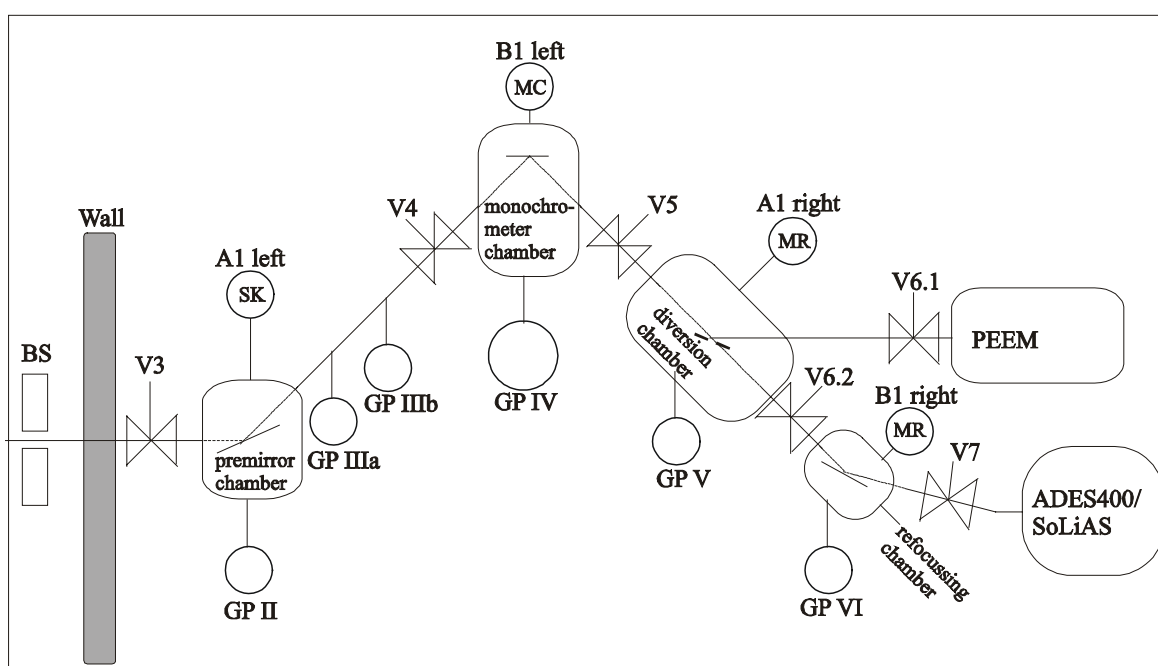 B1 left
MC
Wall
V4
monochro-
meter
chamber
V5
A1 right
MR
A1 left
SK
V6.1
BS
V3
diversion
chamber
PEEM
GP IIIb
GP IV
V6.2
B1 right
MR
premirror
chamber
GP IIIa
GP V
V7
ADES400/
SoLiAS
GP II
GP VI
refocussing
chamber